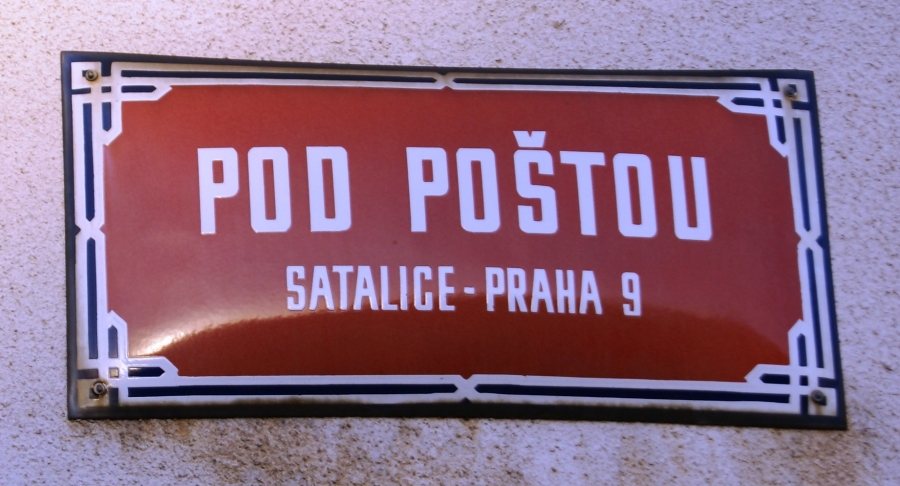 POD POŠTOU
SATALICE - PRAHA 9